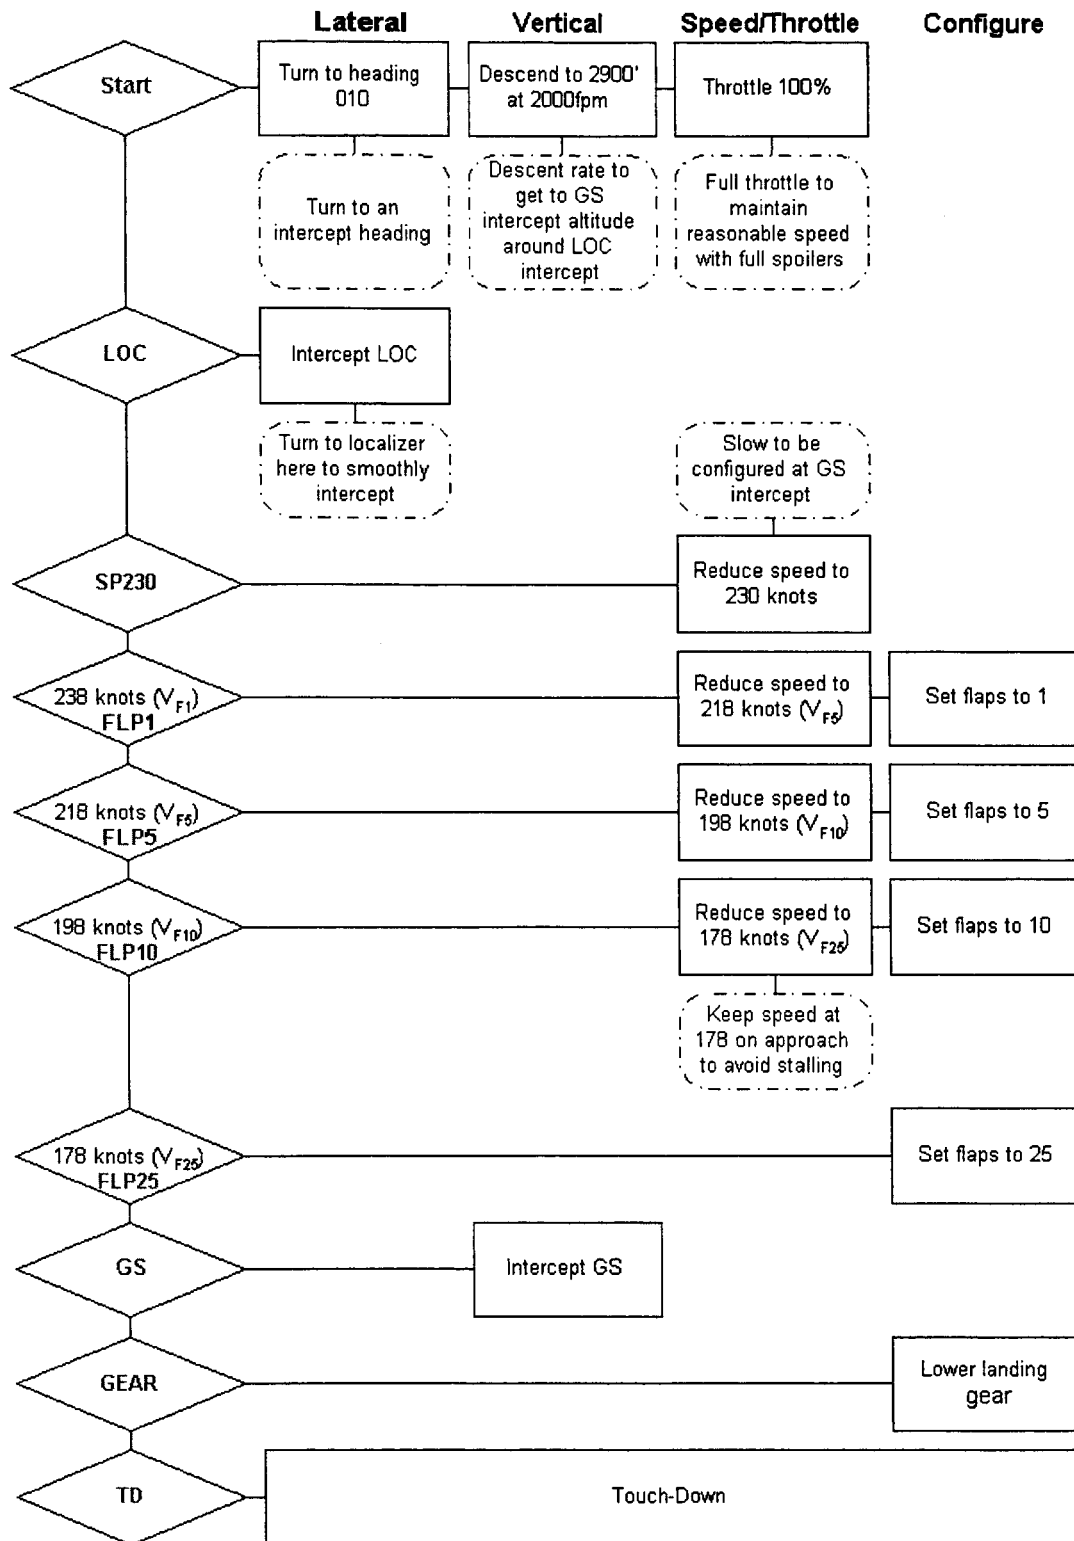 Lateral Vertical Speed/Throttle Configure
Start
Turn to heading
010
Descend to 2900'
at 2000fpm
Throttle 100%
Turn to an
intercept heading
Descent rate to
get to GS
intercept altitude
around LOC
intercept
Full throttle to
maintain
reasonable speed
with full spoilers
LOC
Intercept LOC
Turn to localizer
here to smoothly
intercept
Slow to be
configured at GS
intercept
SP230
Reduce speed to
230 knots
238 knots (VF1)
FLP1
Reduce speed to
218 knots (VF5)
Set flaps to 1
218 knots (VF5)
FLP5
Reduce speed to
198 knots (VF10)
Set flaps to 5
198 knots (VF10)
FLP10
Reduce speed to
178 knots (VF25)
Set flaps to 10
Keep speed at
178 on approach
to avoid stalling
178 knots (VF25)
FLP25
Set flaps to 25
GS
Intercept GS
GEAR
Lower landing
gear
TD
Touch-Down